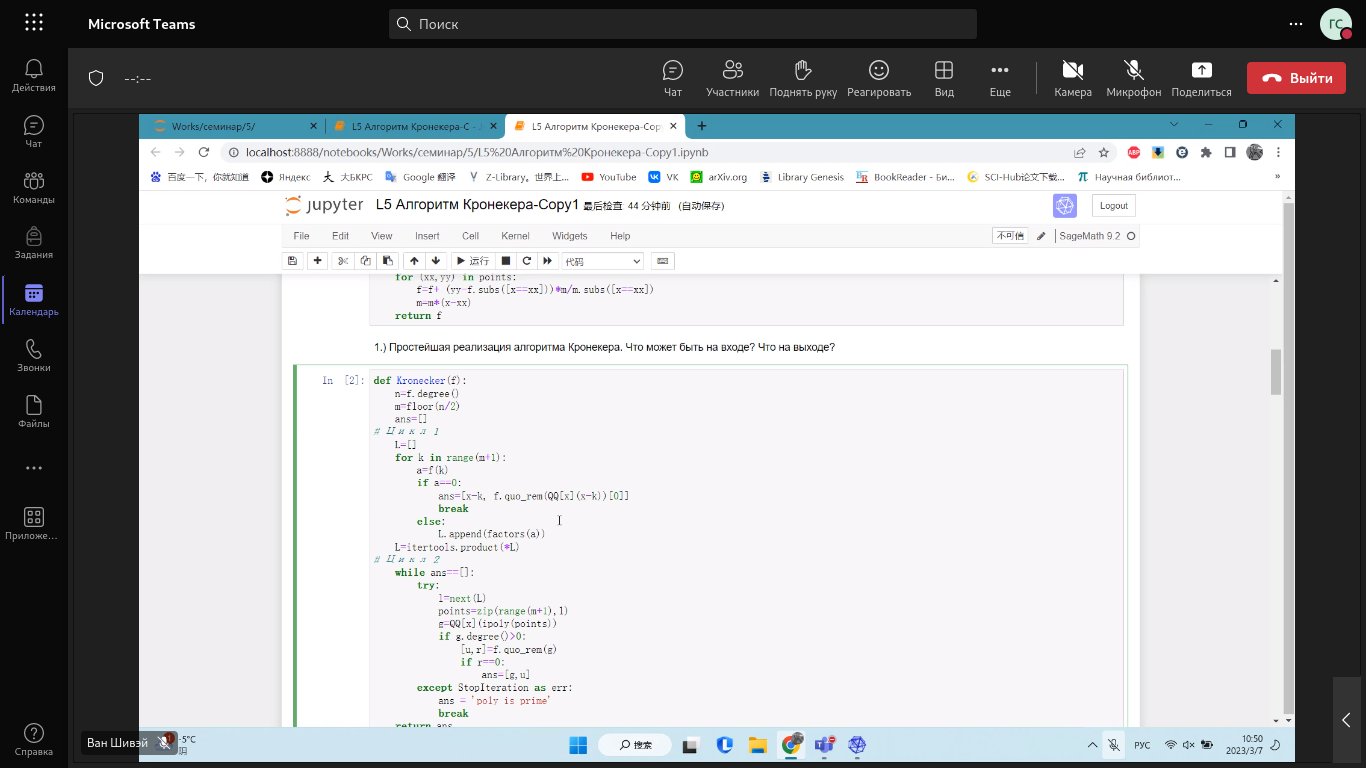 Microsoft Teams
Поиск
ГС
Действия
Чат
Команды
Задания
Календарь
Звонки
Файлы
Приложе...
Справка
--:--
Чат
Участники
Поднять руку
Реагировать
Вид
Еще
Камера
Микрофон
Поделиться
Выйти
Works/семинар/5/
L5 Алгоритм Кронекера-C
L5 Алгоритм Кронекера-Cop
localhost:8888/notebooks/Works/семинар/5/L5%20Алгоритм%20Кронекера-Copy1.ipynb
百度一下，你就知道
Яндекс
大БКРС
Google 翻译
Z-Library。世界上...
YouTube
VK
arXiv.org
Library Genesis
BookReader - Би...
SCI-Hub论文下载...
Научная библиот...
jupyter L5 Алгоритм Кронекера-Copy1 最后检查 44 分钟前 (自动保存)
Logout
File Edit View Insert Cell Kernel Widgets Help
不可信
SageMath 9.2
运行
代码
for (xx,yy) in points:
f=f+ (yy-f.subs([x==xx]))*m/m.subs([x==xx])
m=m*(x-xx)
return f
1.) Простейшая реализация алгоритма Кронекера. Что может быть на входе? Что на выходе?
In [2]: def Kronecker(f):
n=f.degree()
m=floor(n/2)
ans=[]
# Цикл 1
L=[]
for k in range(m+1):
a=f(k)
if a==0:
ans=[x-k, f.quo_rem(QQ[x](x-k))[0]]
break
else:
L.append(factors(a))
L=itertools.product(*L)
# Цикл 2
while ans==[]:
try:
l=next(L)
points=zip(range(m+1),l)
g=QQ[x](ipoly(points))
if g.degree()>0:
[u,r]=f.quo_rem(g)
if r==0:
ans=[g,u]
except StopIteration as err:
ans = 'poly is prime'
break
return ans
Ван Шивэй
-5°C
搜索
РУС
10:50
2023/3/7